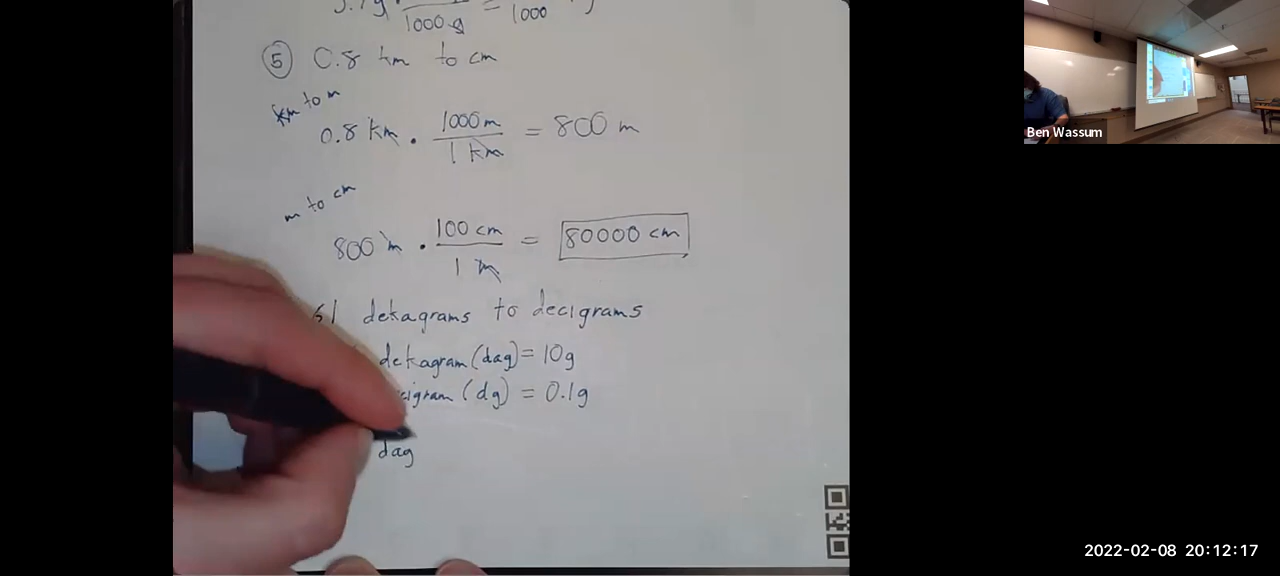 1000 g = 1000
5 0.8 km to cm
km to m
0.8 km · 1000 m / 1 km = 800 m
m to cm
800 m · 100 cm / 1 m = 80000 cm
61 dekagrams to decigrams
dekagram (dag) = 10g
cigram (dg) = 0.1g
dag
Ben Wassum
2022-02-08 20:12:17